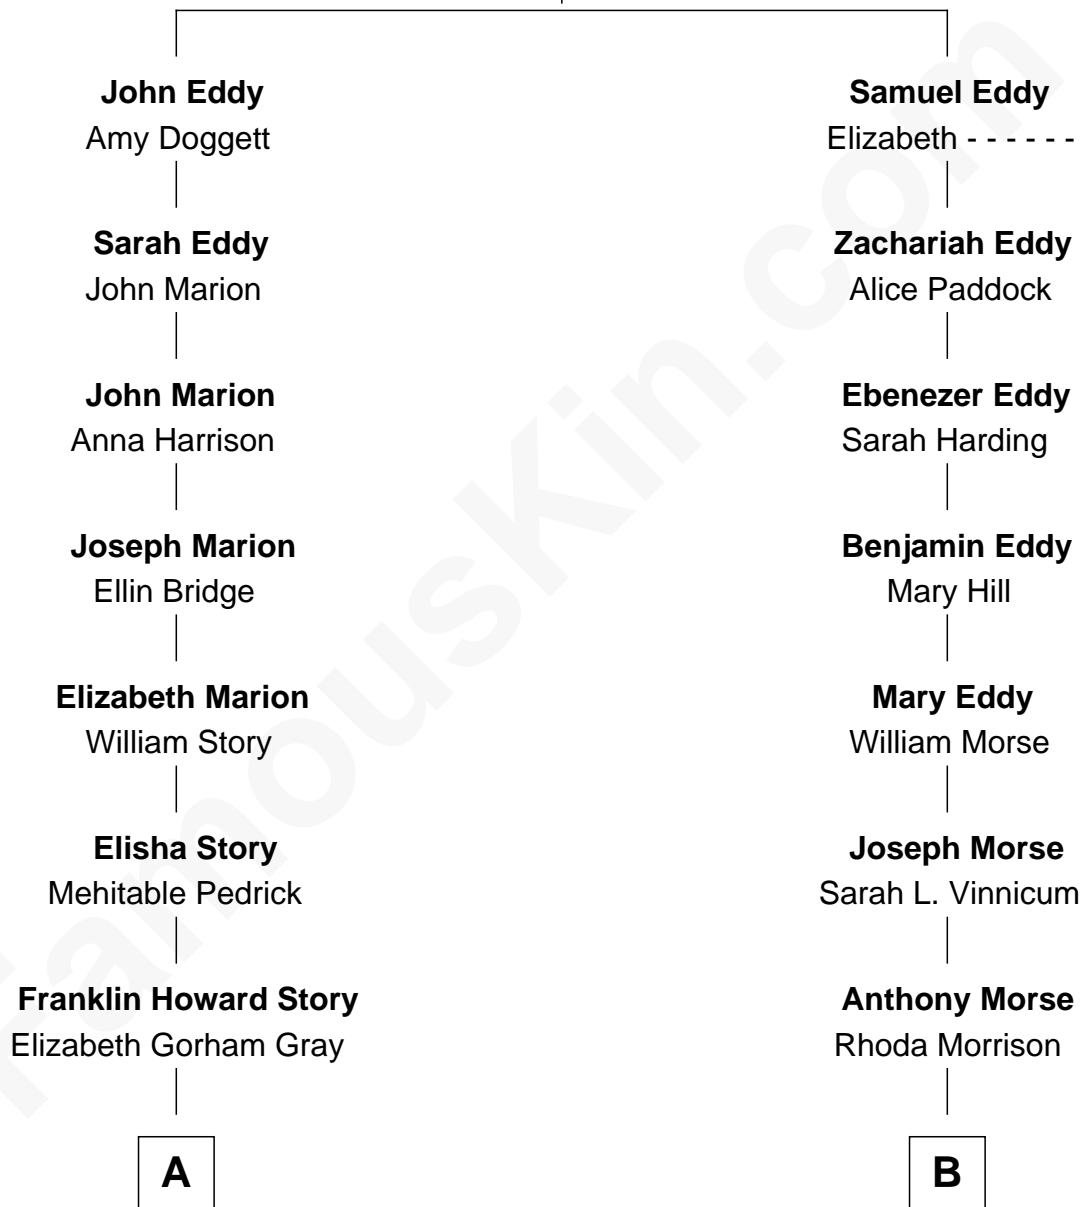 John Eddy
Amy Doggett
Samuel Eddy
Elizabeth - - - - - -
Sarah Eddy
John Marion
Zachariah Eddy
Alice Paddock
John Marion
Anna Harrison
Ebenezer Eddy
Sarah Harding
Joseph Marion
Ellin Bridge
Benjamin Eddy
Mary Hill
Elizabeth Marion
William Story
Mary Eddy
William Morse
Elisha Story
Mehitable Pedrick
Joseph Morse
Sarah L. Vinnicum
Franklin Howard Story
Elizabeth Gorham Gray
Anthony Morse
Rhoda Morrison
A
B
FamousKin.com